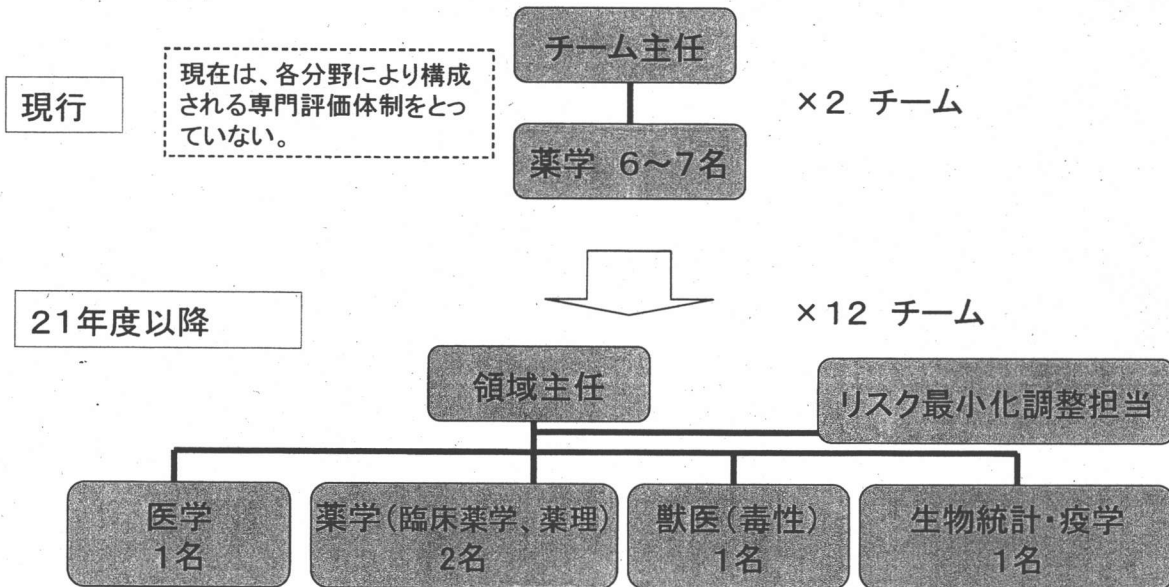 チーム主任
現在は、各分野により構成
される専門評価体制をとっ
ていない。
現行
×2 チーム
薬学 6～7名
21年度以降
×12 チーム
領域主任
リスク最小化調整担当
医学
1名
薬学(臨床薬学、薬理)
2名
獣医(毒性)
1名
生物統計・疫学
1名